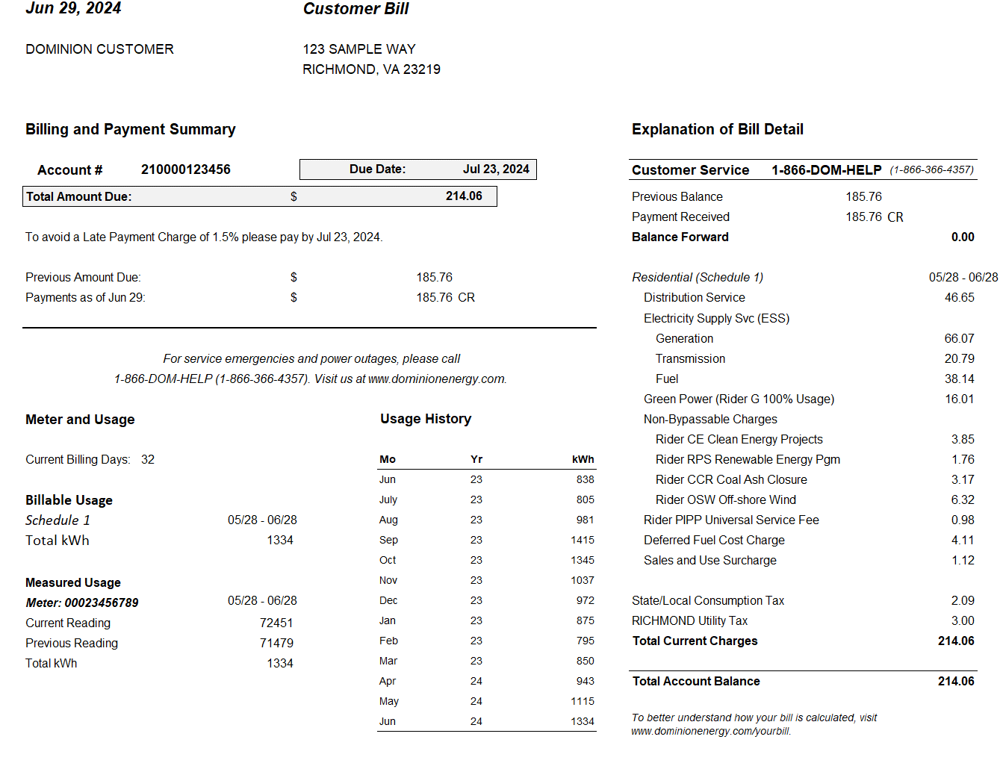 Jun 29, 2024 Customer Bill
DOMINION CUSTOMER 123 SAMPLE WAY
RICHMOND, VA 23219
Billing and Payment Summary
Account # 210000123456 Due Date: Jul 23, 2024
Total Amount Due: $ 214.06
To avoid a Late Payment Charge of 1.5% please pay by Jul 23, 2024.
Previous Amount Due: $ 185.76
Payments as of Jun 29: $ 185.76 CR
For service emergencies and power outages, please call
1-866-DOM-HELP (1-866-366-4357). Visit us at www.dominionenergy.com.
Meter and Usage
Current Billing Days: 32
Billable Usage
Schedule 1 05/28 - 06/28
Total kWh 1334
Measured Usage
Meter: 00023456789 05/28 - 06/28
Current Reading 72451
Previous Reading 71479
Total kWh 1334
Usage History
Mo Yr kWh
Jun 23 838
July 23 805
Aug 23 981
Sep 23 1415
Oct 23 1345
Nov 23 1037
Dec 23 972
Jan 23 875
Feb 23 795
Mar 23 850
Apr 24 943
May 24 1115
Jun 24 1334
Explanation of Bill Detail
Customer Service 1-866-DOM-HELP (1-866-366-4357)
Previous Balance 185.76
Payment Received 185.76 CR
Balance Forward 0.00
Residential (Schedule 1) 05/28 - 06/28
Distribution Service 46.65
Electricity Supply Svc (ESS)
Generation 66.07
Transmission 20.79
Fuel 38.14
Green Power (Rider G 100% Usage) 16.01
Non-Bypassable Charges
Rider CE Clean Energy Projects 3.85
Rider RPS Renewable Energy Pgm 1.76
Rider CCR Coal Ash Closure 3.17
Rider OSW Off-shore Wind 6.32
Rider PIPP Universal Service Fee 0.98
Deferred Fuel Cost Charge 4.11
Sales and Use Surcharge 1.12
State/Local Consumption Tax 2.09
RICHMOND Utility Tax 3.00
Total Current Charges 214.06
Total Account Balance 214.06
To better understand how your bill is calculated, visit
www.dominionenergy.com/yourbill.